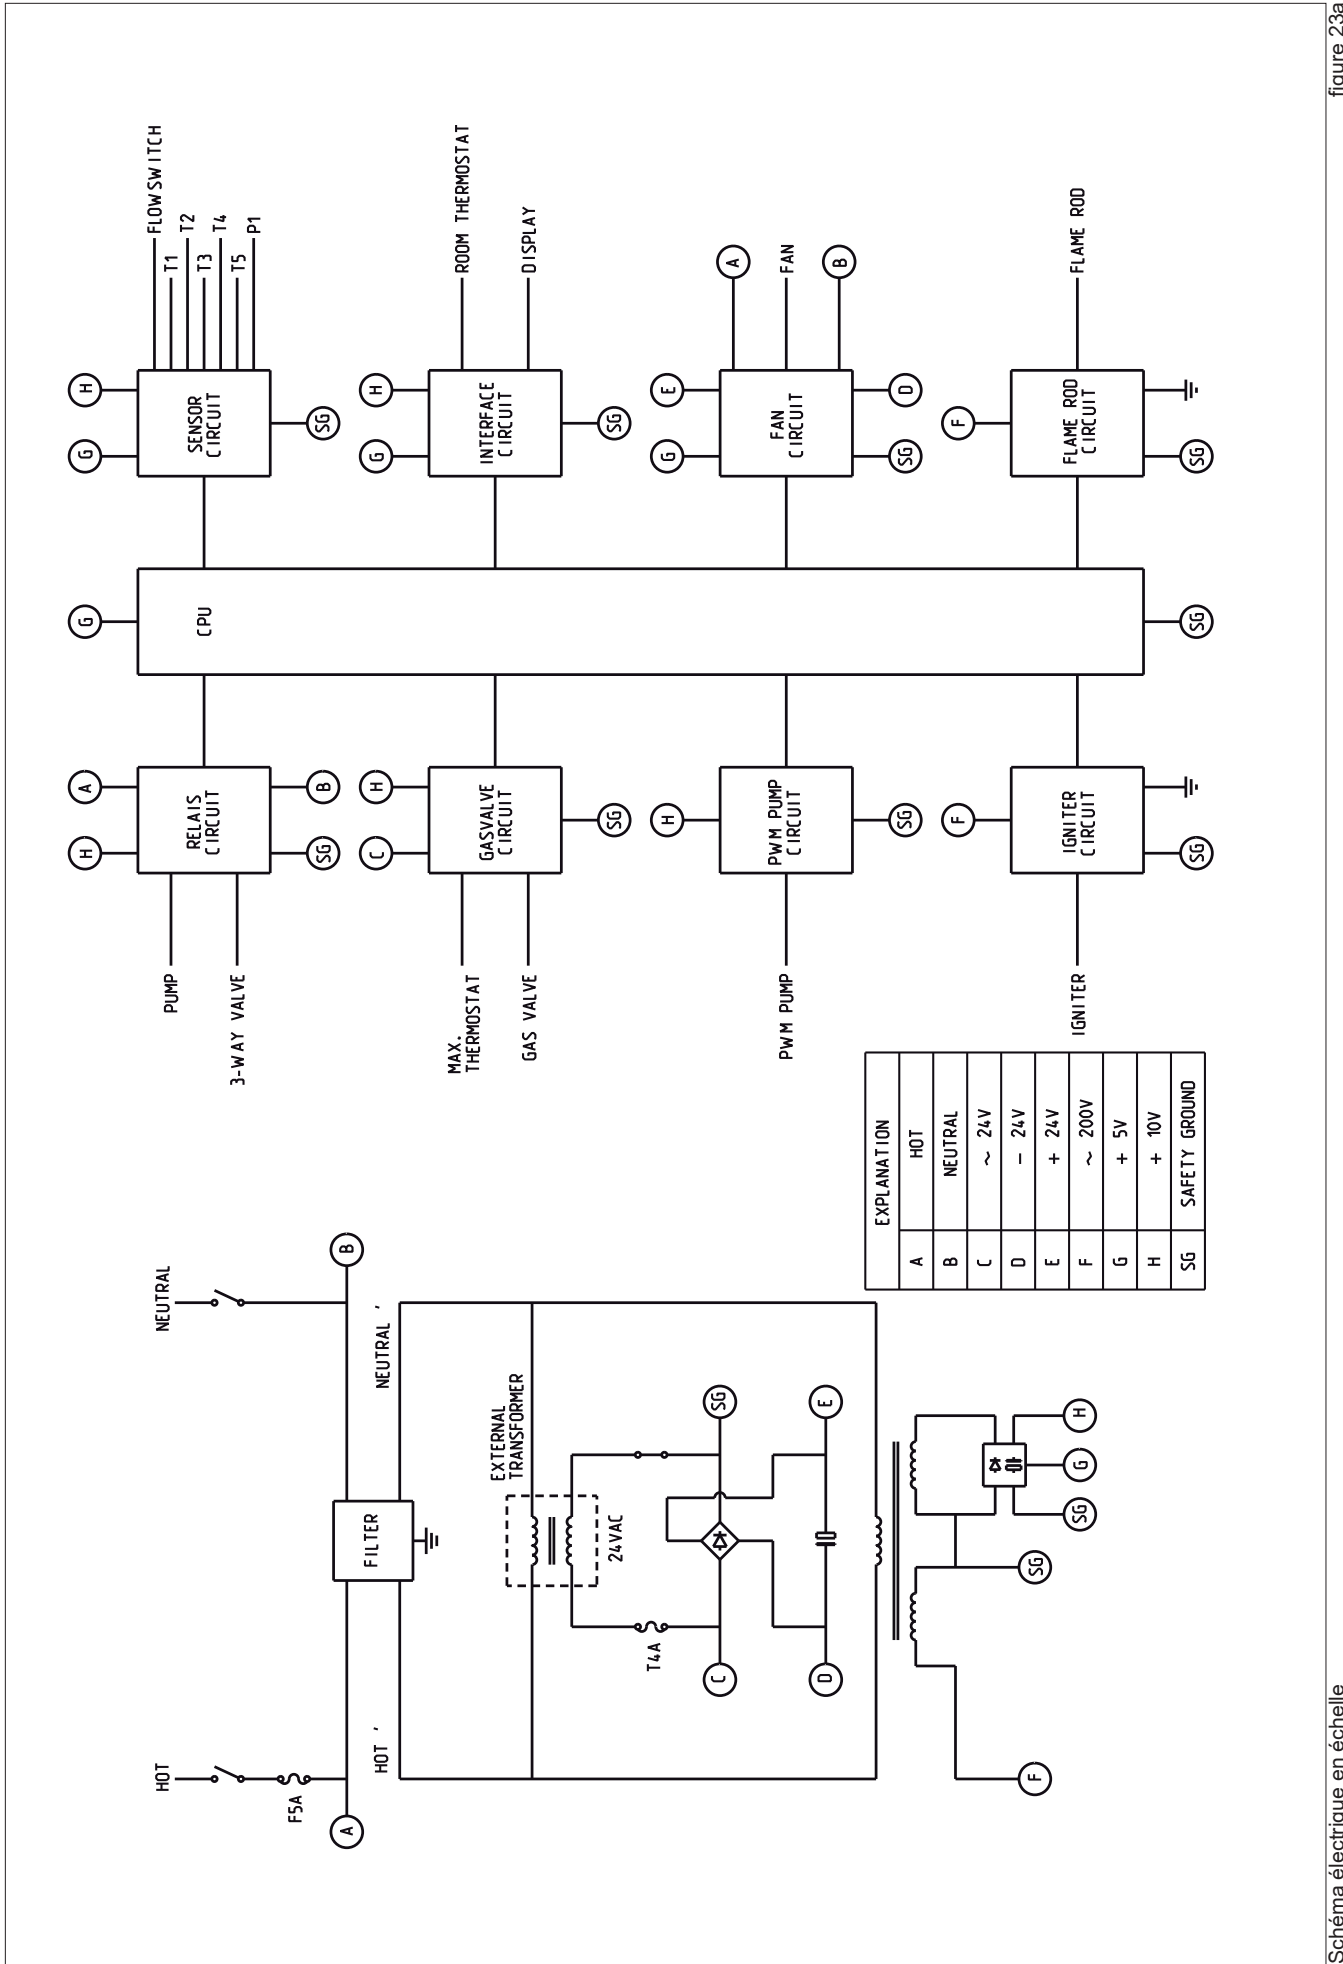 figure 23a
Schéma électrique en échelle
HOT
F5A
A
HOT '
NEUTRAL
B
NEUTRAL '
FILTER
EXTERNAL
TRANSFORMER
24VAC
T4A
C
SG
D
E
F
SG
SG
G
H
EXPLANATION
A HOT
B NEUTRAL
C ~ 24V
D - 24V
E + 24V
F ~ 200V
G + 5V
H + 10V
SG SAFETY GROUND
PUMP
3-WAY VALVE
H
A
RELAIS
CIRCUIT
SG
B
MAX.
THERMOSTAT
GAS VALVE
C
H
GASVALVE
CIRCUIT
SG
PWM PUMP
H
PWM PUMP
CIRCUIT
SG
IGNITER
F
IGNITER
CIRCUIT
SG
G
CPU
SG
G
H
SENSOR
CIRCUIT
SG
FLOWSWITCH
T1
T2
T3
T4
T5
P1
G
H
INTERFACE
CIRCUIT
SG
ROOM THERMOSTAT
DISPLAY
G
E
FAN
CIRCUIT
SG
D
A
FAN
B
F
FLAME ROD
CIRCUIT
SG
FLAME ROD